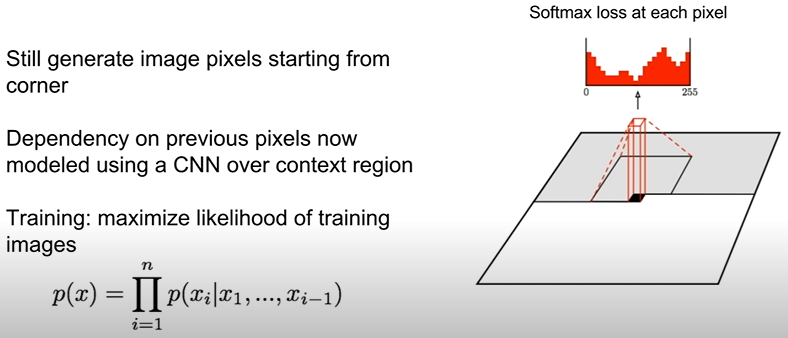 Softmax loss at each pixel
Still generate image pixels starting from
corner
0
255
Dependency on previous pixels now
modeled using a CNN over context region
Training: maximize likelihood of training
images
p(x) = ∏_{i=1}^{n} p(x_i|x_1, ..., x_{i−1})